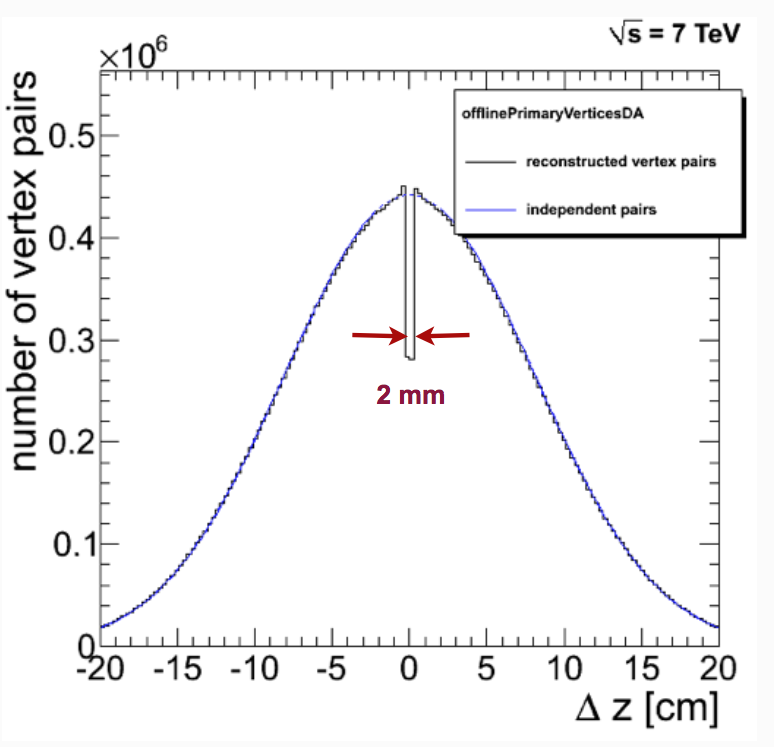 √s = 7 TeV
×10⁶
number of vertex pairs
offlinePrimaryVerticesDA
reconstructed vertex pairs
independent pairs
0.5
0.4
0.3
0.2
0.1
0
2 mm
-20 -15 -10 -5 0 5 10 15 20
Δ z [cm]